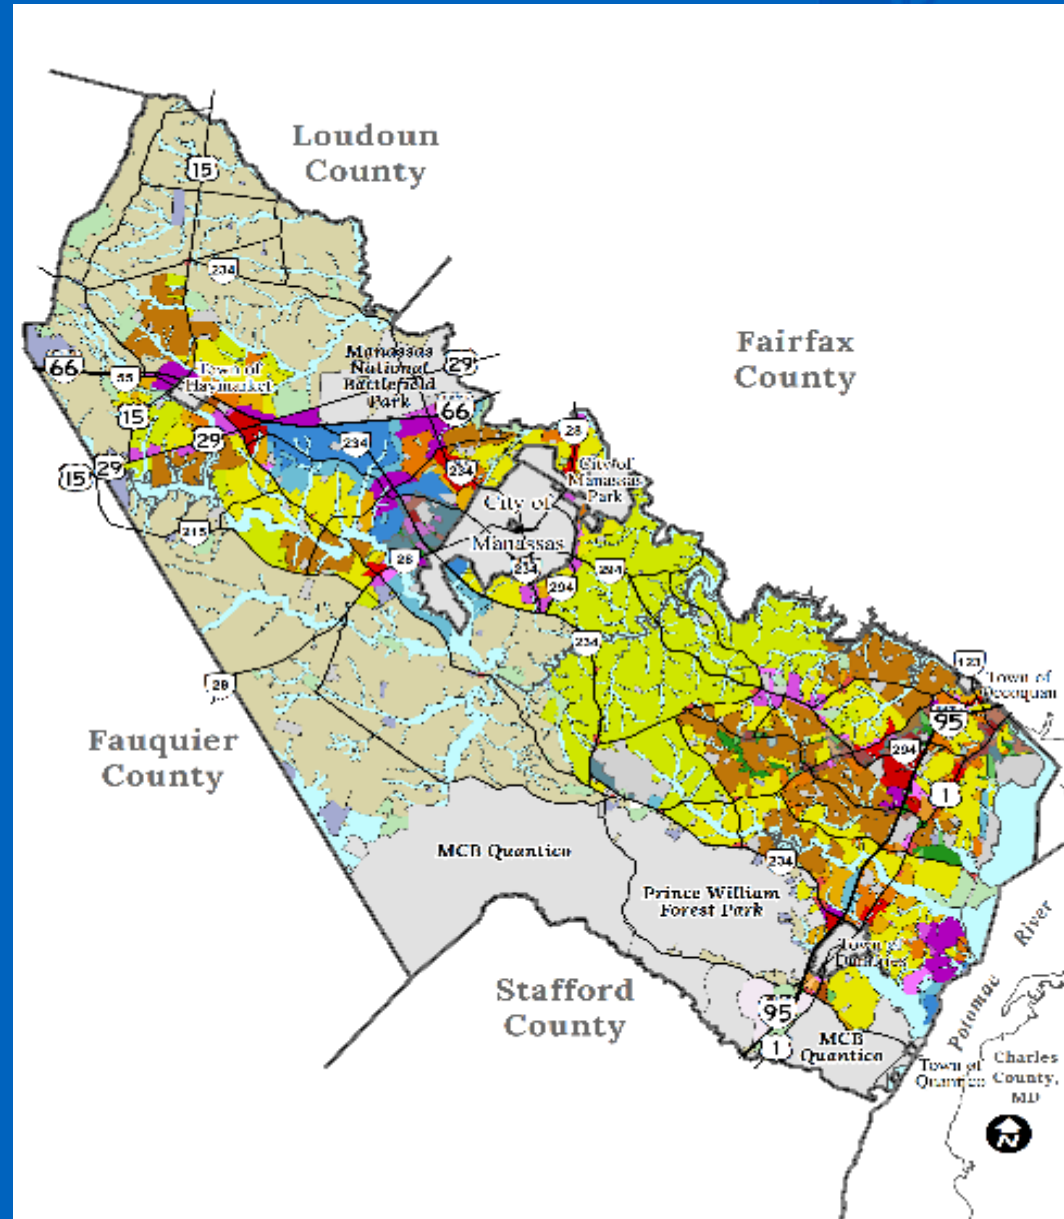 Loudoun
County
15
234
Fairfax
County
Manassas
National
Battlefield
Park
29
66
55
Town of
Haymarket
15
29
66
234
28
234
City of
Manassas
Park
15
29
City of
Manassas
215
28
234
294
294
234
28
123
Town of
Occoquan
95
294
1
Fauquier
County
MCB Quantico
234
Prince William
Forest Park
Town of
Dumfries
Stafford
County
95
1
MCB
Quantico
Potomac
River
Town of
Quantico
Charles
County,
MD
N